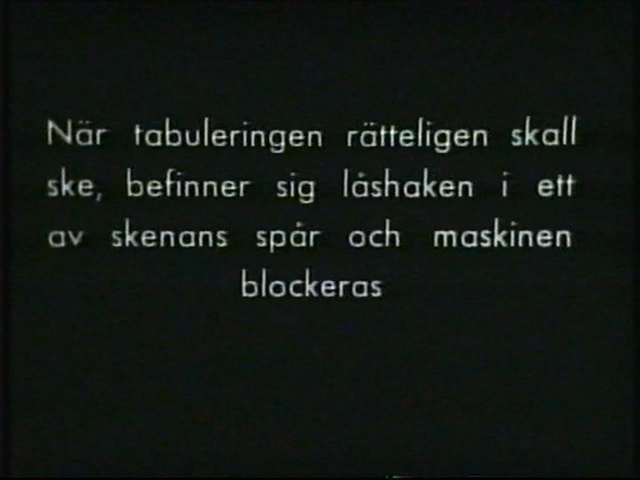 När tabuleringen rätteligen skall
ske, befinner sig låshaken i ett
av skenans spår och maskinen
blockeras